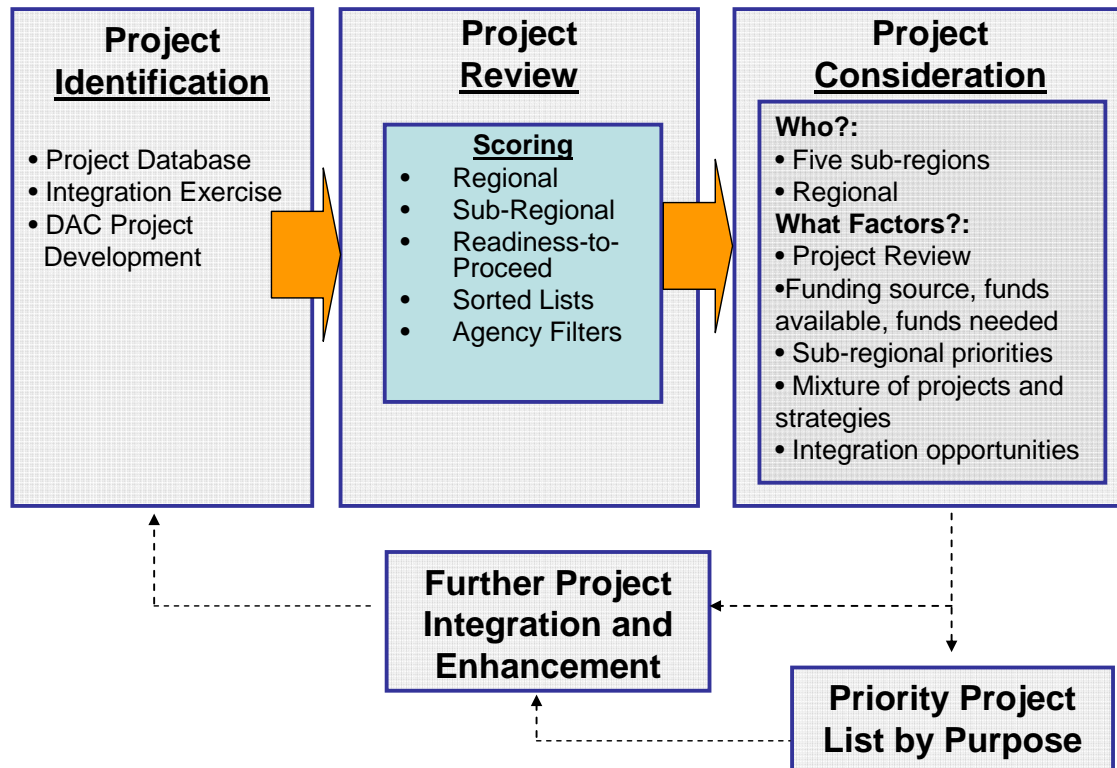 Project
Identification
• Project Database
• Integration Exercise
• DAC Project
Development
Project
Review
Scoring
• Regional
• Sub-Regional
• Readiness-to-
Proceed
• Sorted Lists
• Agency Filters
Project
Consideration
Who?:
• Five sub-regions
• Regional
What Factors?:
• Project Review
•Funding source, funds
available, funds needed
• Sub-regional priorities
• Mixture of projects and
strategies
• Integration opportunities
Further Project
Integration and
Enhancement
Priority Project
List by Purpose